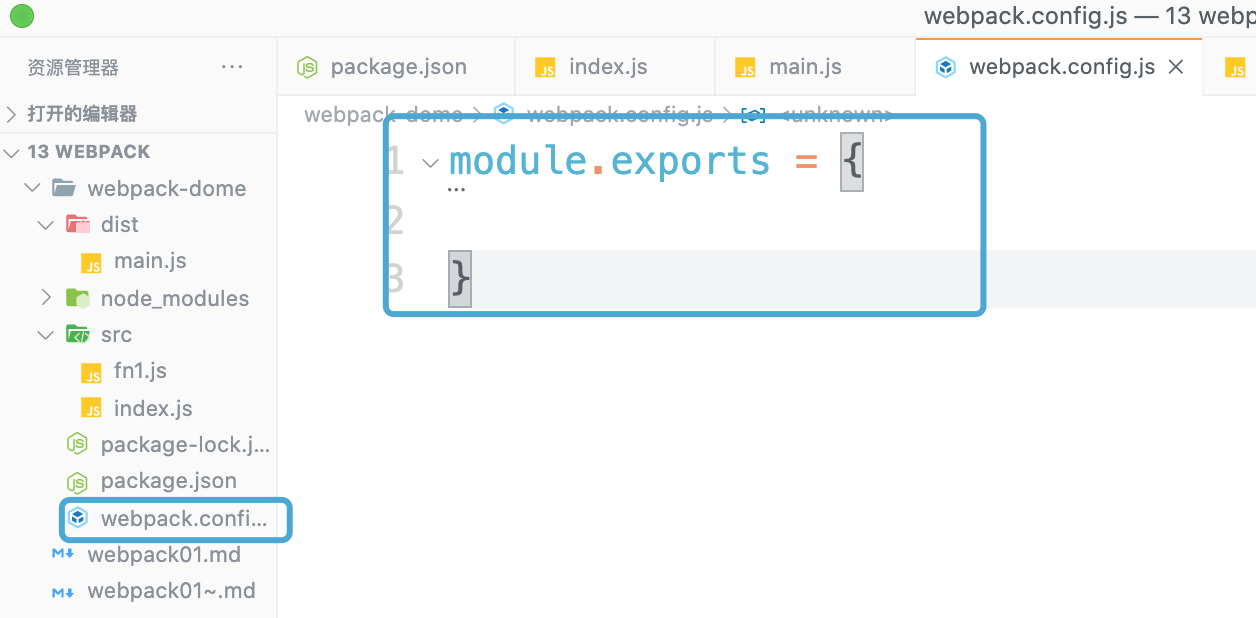 webpack.config.js — 13 webp
资源管理器 ···
打开的编辑器
13 WEBPACK
webpack-dome
dist
main.js
node_modules
src
fn1.js
index.js
package-lock.j...
package.json
webpack.confi...
webpack01.md
webpack01~.md
package.json
index.js
main.js
webpack.config.js
webpack-dome > webpack.config.js > <unknown>
1 module.exports = {
...
2
3 }